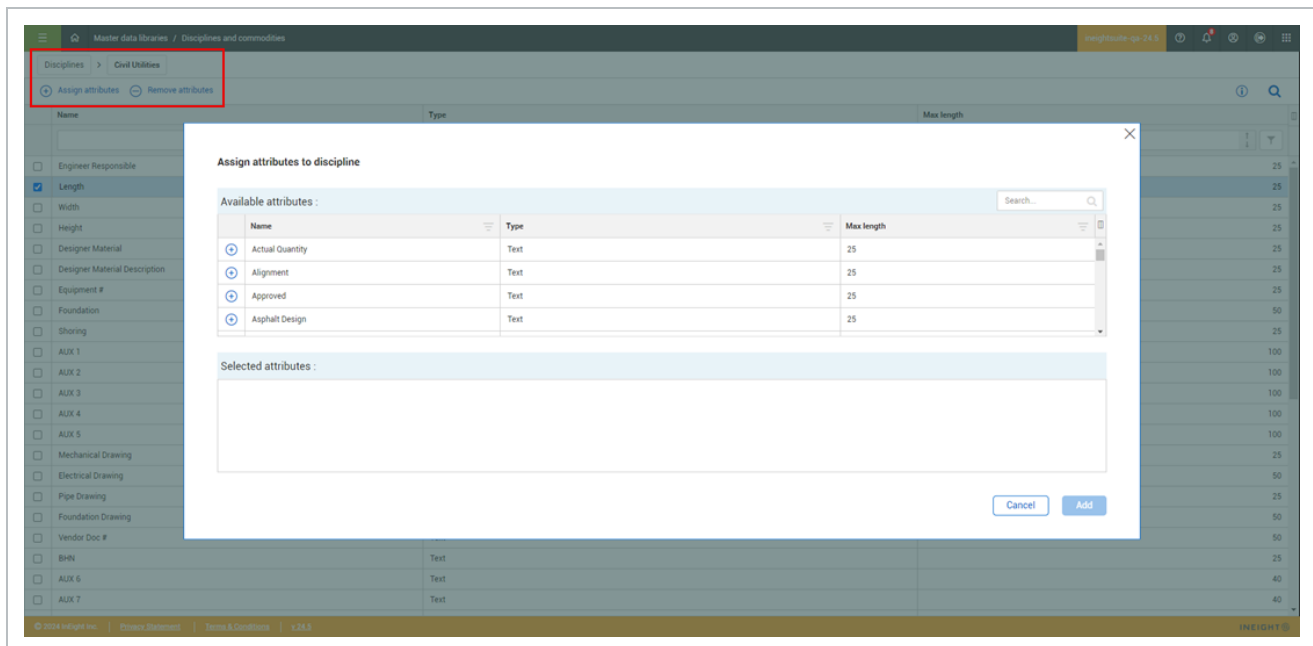 Master data libraries / Disciplines and commodities
ineightsuite-qa-24.5
Disciplines > Civil Utilities
Assign attributes Remove attributes
Name Type Max length
Engineer Responsible 25
Length 25
Width 25
Height 25
Designer Material 25
Designer Material Description 25
Equipment # 25
Foundation 50
Shoring 25
AUX 1 100
AUX 2 100
AUX 3 100
AUX 4 100
AUX 5 100
Mechanical Drawing 25
Electrical Drawing 50
Pipe Drawing 25
Foundation Drawing 50
Vendor Doc # 50
BHN Text 25
AUX 6 Text 40
AUX 7 Text 40
Assign attributes to discipline
Available attributes :
Search...
Name Type Max length
Actual Quantity Text 25
Alignment Text 25
Approved Text 25
Asphalt Design Text 25
Selected attributes :
Cancel Add
© 2024 InEight Inc. | Privacy Statement | Terms & Conditions | v 24.5
INEIGHT